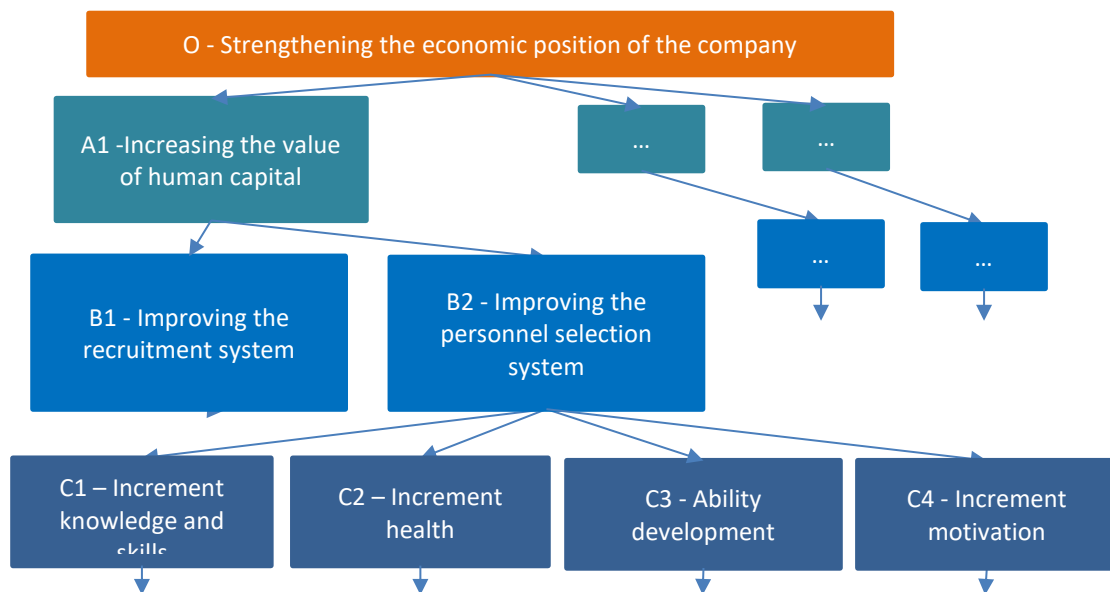 O - Strengthening the economic position of the company
A1 -Increasing the value
of human capital
...
...
...
...
B1 - Improving the
recruitment system
B2 - Improving the
personnel selection
system
C1 – Increment
knowledge and
skills
C2 – Increment
health
C3 - Ability
development
C4 - Increment
motivation